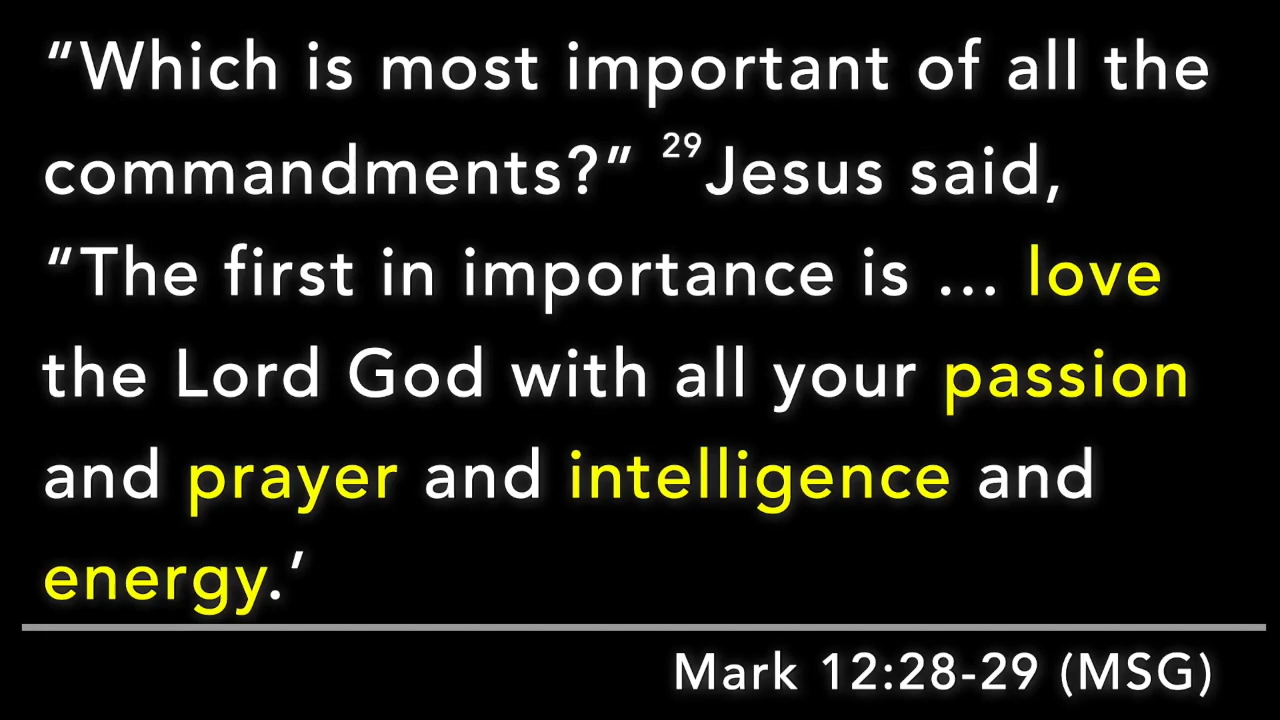 “Which is most important of all the
commandments?” 29Jesus said,
“The first in importance is … love
the Lord God with all your passion
and prayer and intelligence and
energy.’
Mark 12:28-29 (MSG)